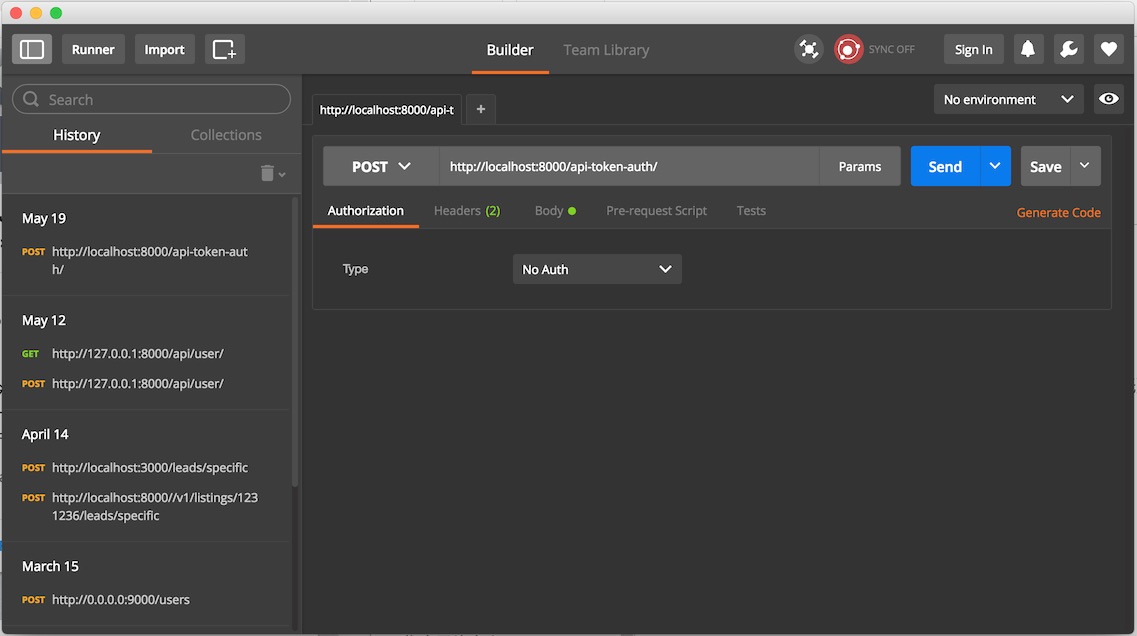 Runner
Import
Builder
Team Library
SYNC OFF
Sign In
Search
History
Collections
May 19
POST http://localhost:8000/api-token-aut
h/
May 12
GET http://127.0.0.1:8000/api/user/
POST http://127.0.0.1:8000/api/user/
April 14
POST http://localhost:3000/leads/specific
POST http://localhost:8000//v1/listings/123
1236/leads/specific
March 15
POST http://0.0.0.0:9000/users
http://localhost:8000/api-t
+
No environment
POST
http://localhost:8000/api-token-auth/
Params
Send
Save
Authorization
Headers (2)
Body
Pre-request Script
Tests
Generate Code
Type
No Auth